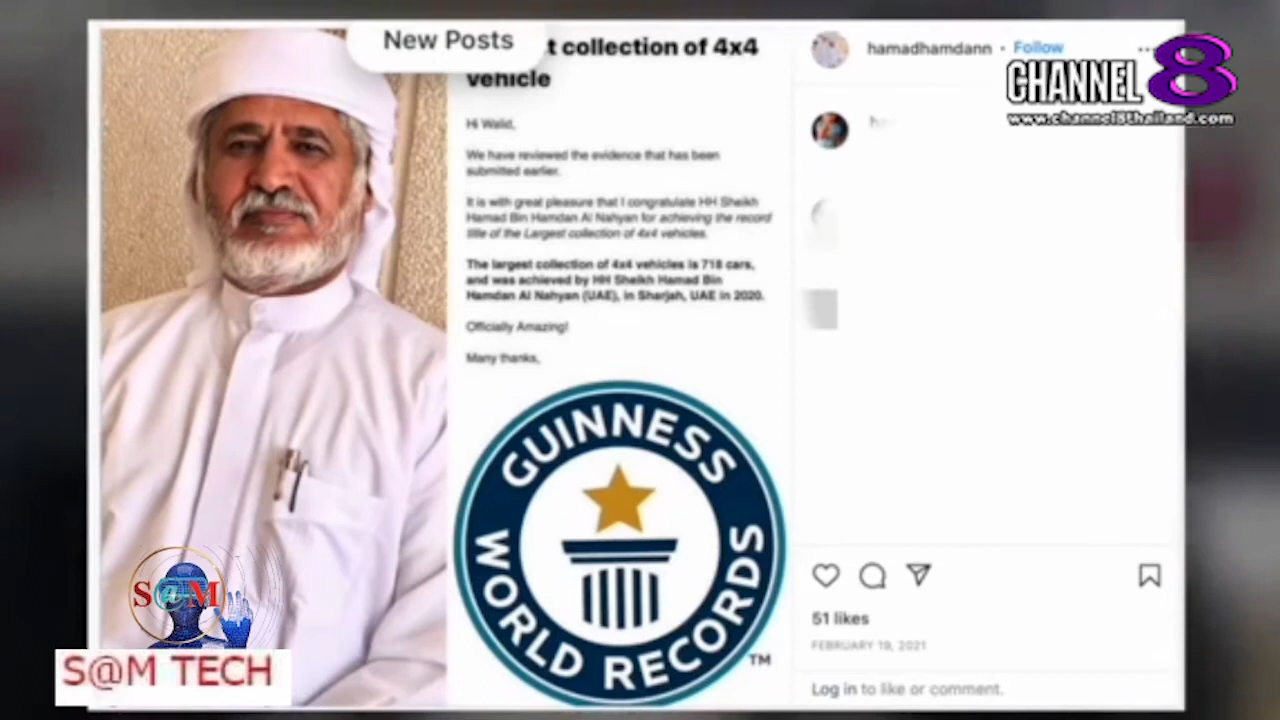 New Posts
t collection of 4x4
vehicle
Hi Walid,
We have reviewed the evidence that has been
submitted earlier.
It is with great pleasure that I congratulate HH Sheikh
Hamad Bin Hamdan Al Nahyan for achieving the record
title of the Largest collection of 4x4 vehicles.
The largest collection of 4x4 vehicles is 718 cars,
and was achieved by HH Sheikh Hamad Bin
Hamdan Al Nahyan (UAE), in Sharjah, UAE in 2020.
Officially Amazing!
Many thanks,
GUINNESS
WORLD RECORDS
TM
hamadhamdann • Follow
CHANNEL 8
www.channel8thailand.com
51 likes
FEBRUARY 19, 2021
Log in to like or comment.
S@M
S@M TECH